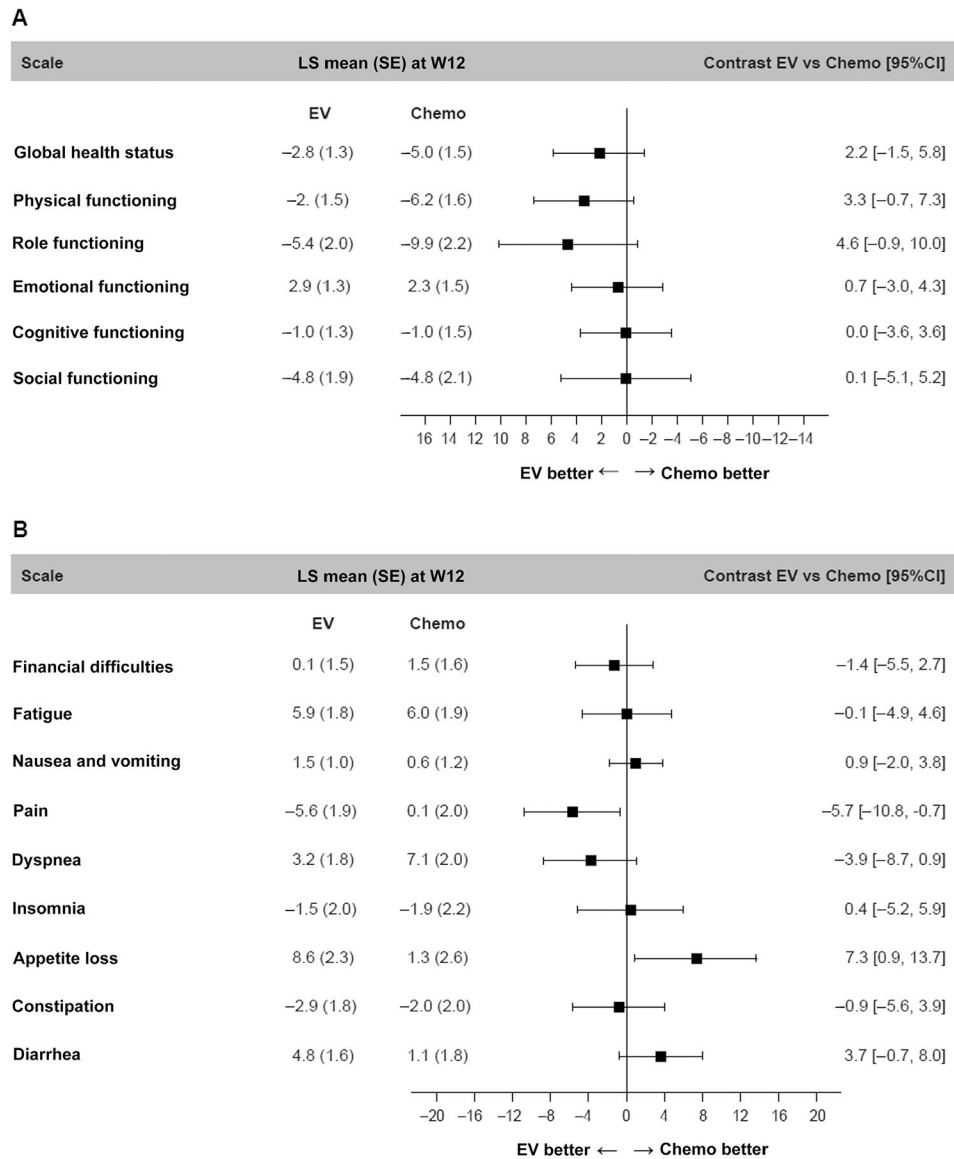 A
Scale LS mean (SE) at W12 Contrast EV vs Chemo [95%CI]
EV Chemo
Global health status –2.8 (1.3) –5.0 (1.5) 2.2 [–1.5, 5.8]
Physical functioning –2. (1.5) –6.2 (1.6) 3.3 [–0.7, 7.3]
Role functioning –5.4 (2.0) –9.9 (2.2) 4.6 [–0.9, 10.0]
Emotional functioning 2.9 (1.3) 2.3 (1.5) 0.7 [–3.0, 4.3]
Cognitive functioning –1.0 (1.3) –1.0 (1.5) 0.0 [–3.6, 3.6]
Social functioning –4.8 (1.9) –4.8 (2.1) 0.1 [–5.1, 5.2]
16 14 12 10 8 6 4 2 0 –2 –4 –6 –8 –10 –12 –14
EV better ← → Chemo better
B
Scale LS mean (SE) at W12 Contrast EV vs Chemo [95%CI]
EV Chemo
Financial difficulties 0.1 (1.5) 1.5 (1.6) –1.4 [–5.5, 2.7]
Fatigue 5.9 (1.8) 6.0 (1.9) –0.1 [–4.9, 4.6]
Nausea and vomiting 1.5 (1.0) 0.6 (1.2) 0.9 [–2.0, 3.8]
Pain –5.6 (1.9) 0.1 (2.0) –5.7 [–10.8, -0.7]
Dyspnea 3.2 (1.8) 7.1 (2.0) –3.9 [–8.7, 0.9]
Insomnia –1.5 (2.0) –1.9 (2.2) 0.4 [–5.2, 5.9]
Appetite loss 8.6 (2.3) 1.3 (2.6) 7.3 [0.9, 13.7]
Constipation –2.9 (1.8) –2.0 (2.0) –0.9 [–5.6, 3.9]
Diarrhea 4.8 (1.6) 1.1 (1.8) 3.7 [–0.7, 8.0]
–20 –16 –12 –8 –4 0 4 8 12 16 20
EV better ← → Chemo better